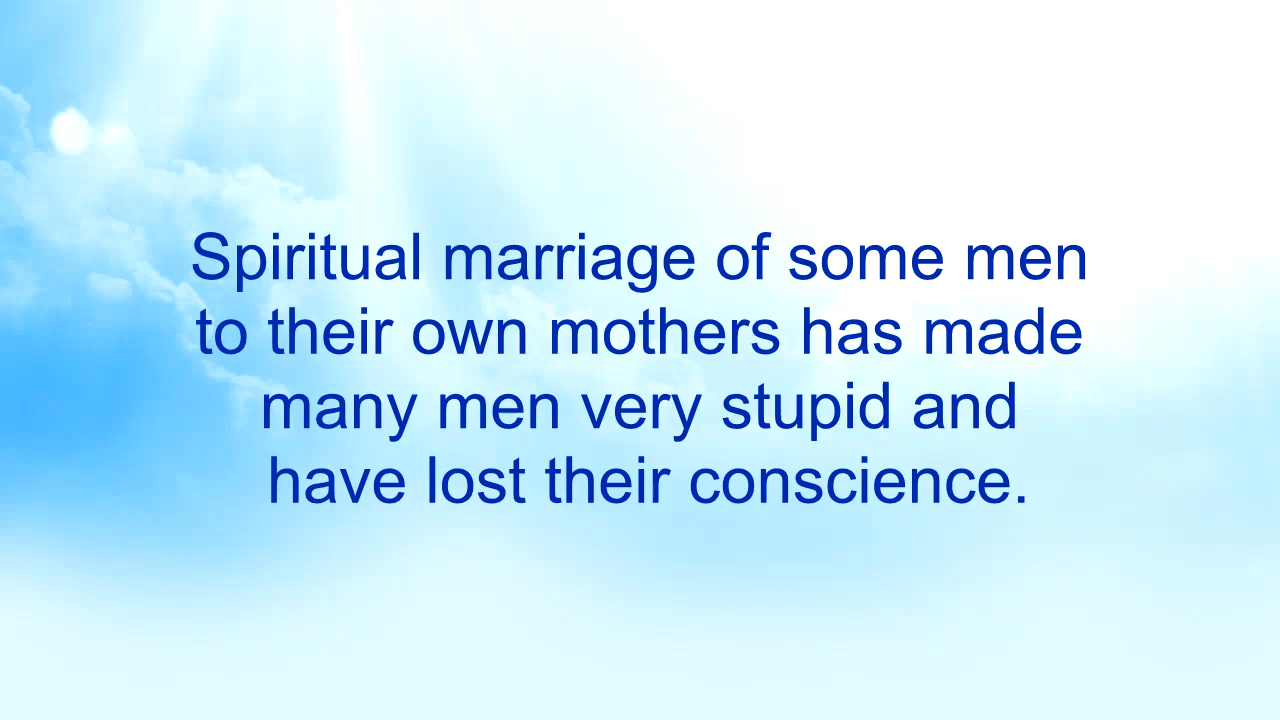 Spiritual marriage of some men
to their own mothers has made
many men very stupid and
have lost their conscience.